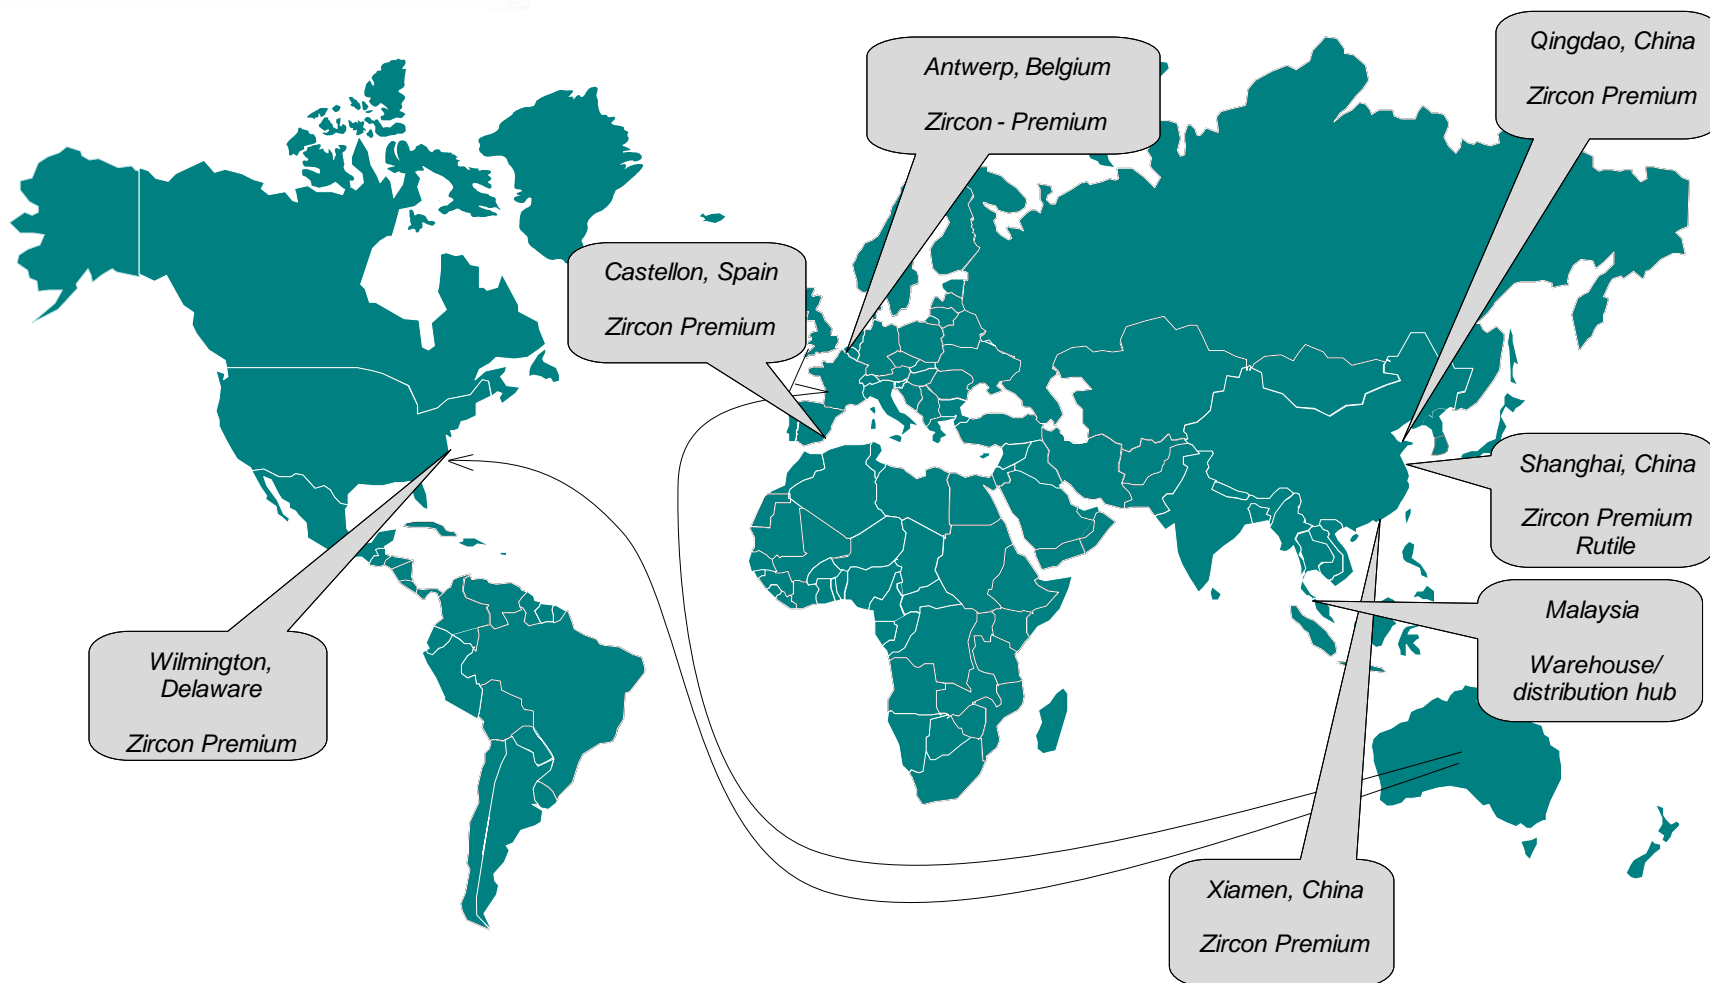 Qingdao, China
Zircon Premium
Antwerp, Belgium
Zircon - Premium
Castellon, Spain
Zircon Premium
Shanghai, China
Zircon Premium
Rutile
Malaysia
Warehouse/
distribution hub
Wilmington,
Delaware
Zircon Premium
Xiamen, China
Zircon Premium